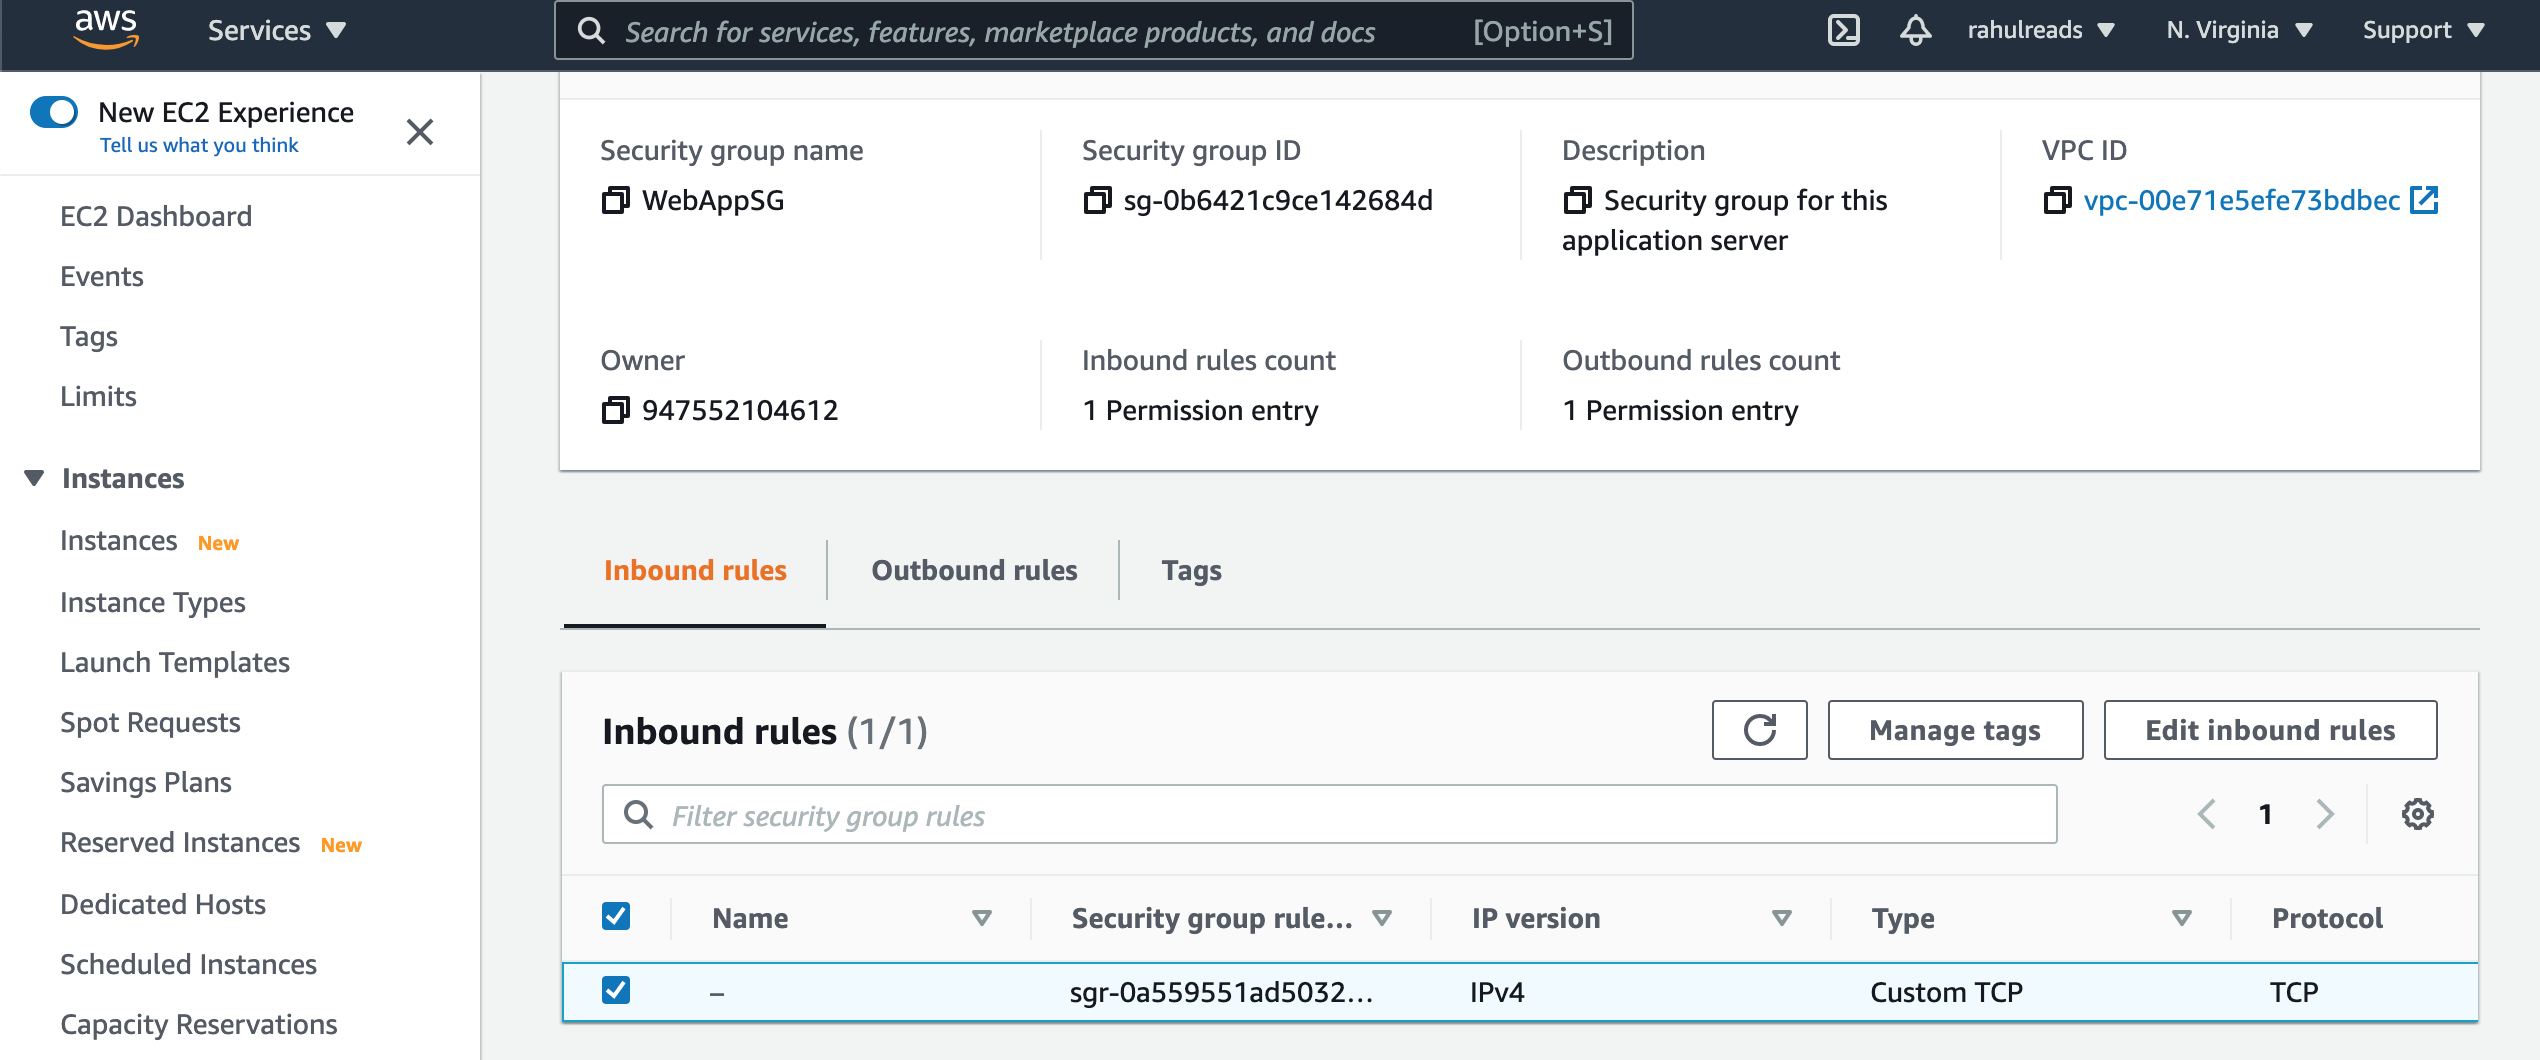 aws Services Search for services, features, marketplace products, and docs [Option+S] rahulreads N. Virginia Support
New EC2 Experience
Tell us what you think
EC2 Dashboard
Events
Tags
Limits
Instances
Instances New
Instance Types
Launch Templates
Spot Requests
Savings Plans
Reserved Instances New
Dedicated Hosts
Scheduled Instances
Capacity Reservations
Security group name
WebAppSG
Security group ID
sg-0b6421c9ce142684d
Description
Security group for this
application server
VPC ID
vpc-00e71e5efe73bdbec
Owner
947552104612
Inbound rules count
1 Permission entry
Outbound rules count
1 Permission entry
Inbound rules Outbound rules Tags
Inbound rules (1/1) Manage tags Edit inbound rules
Filter security group rules 1
Name Security group rule... IP version Type Protocol
– sgr-0a559551ad5032... IPv4 Custom TCP TCP